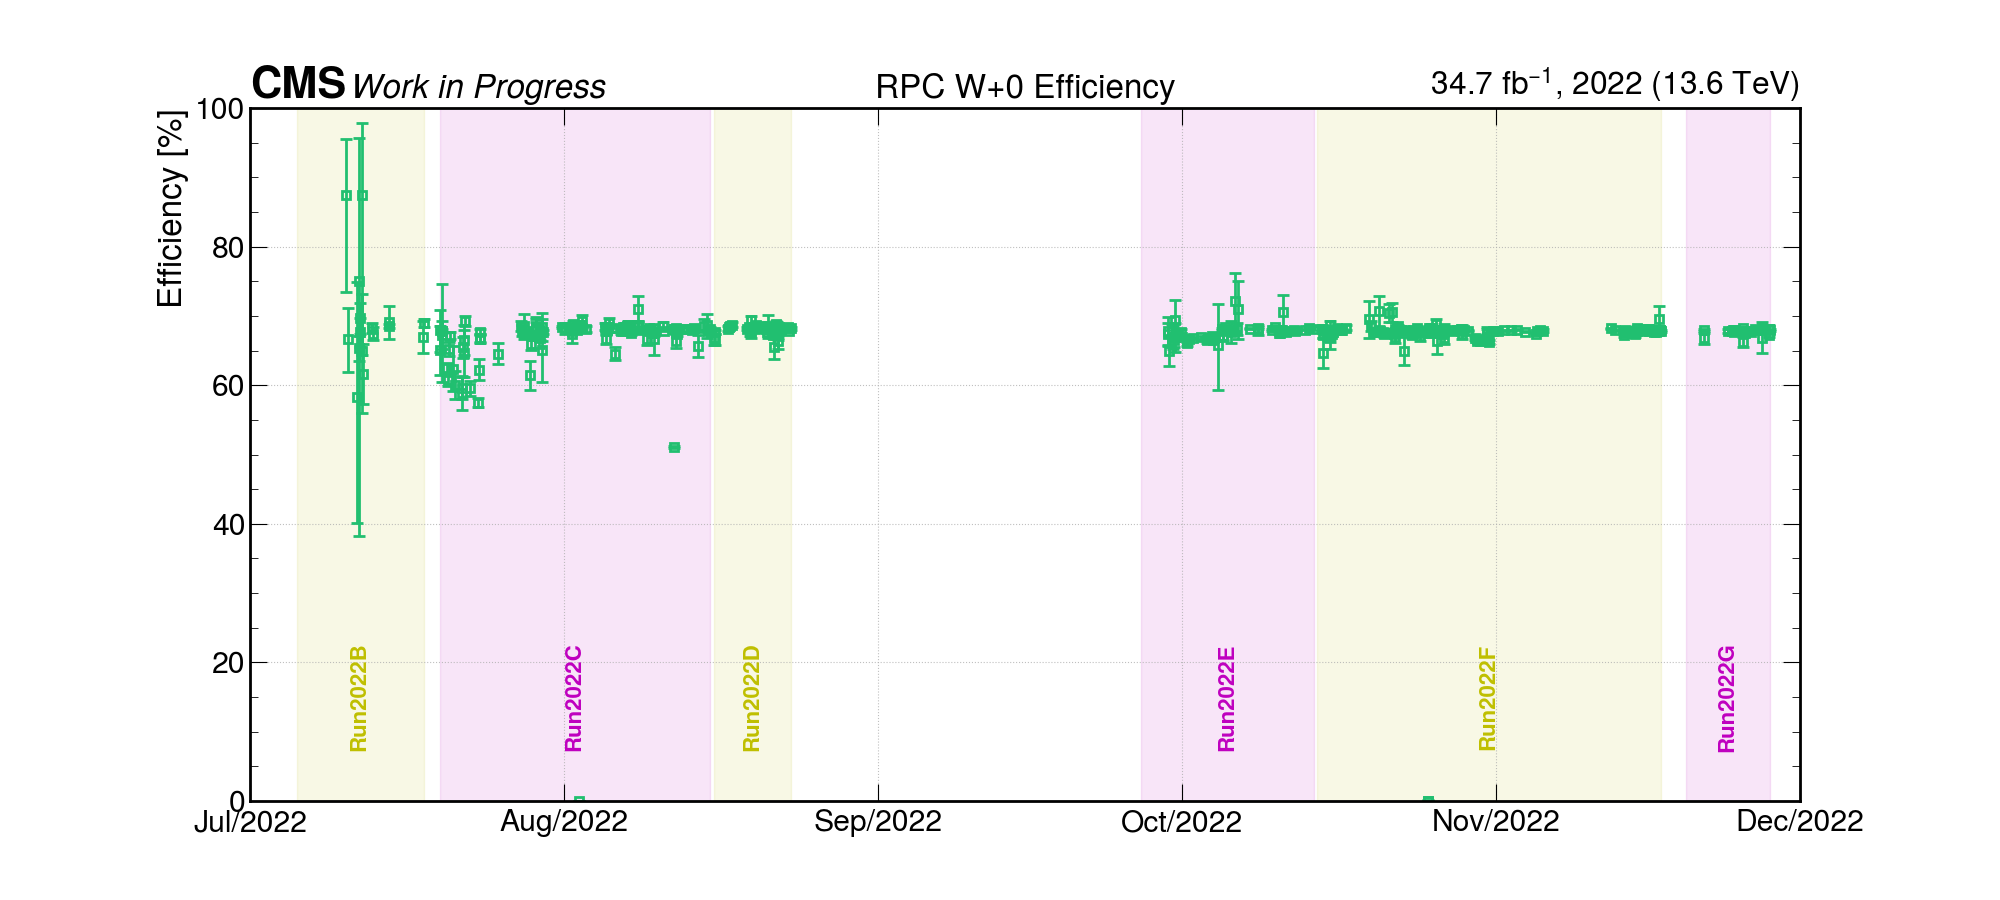 CMS Work in Progress RPC W+0 Efficiency 34.7 fb⁻¹, 2022 (13.6 TeV)
Efficiency [%]
100
80
60
40
20
0
Run2022B
Run2022C
Run2022D
Run2022E
Run2022F
Run2022G
Jul/2022 Aug/2022 Sep/2022 Oct/2022 Nov/2022 Dec/2022